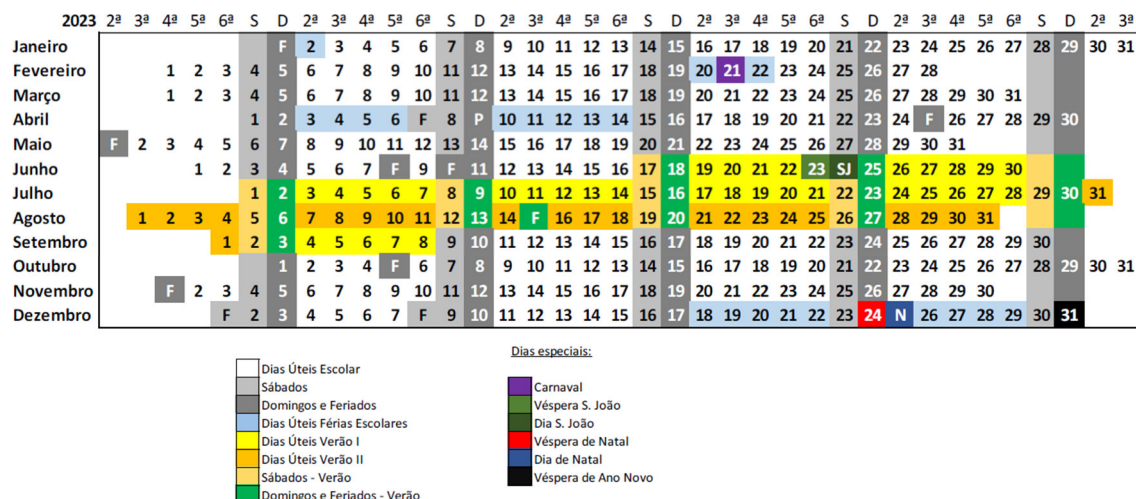 2023 2ª 3ª 4ª 5ª 6ª S D 2ª 3ª 4ª 5ª 6ª S D 2ª 3ª 4ª 5ª 6ª S D 2ª 3ª 4ª 5ª 6ª S D 2ª 3ª 4ª 5ª 6ª S D 2ª 3ª
Janeiro F 2 3 4 5 6 7 8 9 10 11 12 13 14 15 16 17 18 19 20 21 22 23 24 25 26 27 28 29 30 31
Fevereiro 1 2 3 4 5 6 7 8 9 10 11 12 13 14 15 16 17 18 19 20 21 22 23 24 25 26 27 28
Março 1 2 3 4 5 6 7 8 9 10 11 12 13 14 15 16 17 18 19 20 21 22 23 24 25 26 27 28 29 30 31
Abril 1 2 3 4 5 6 F 8 P 10 11 12 13 14 15 16 17 18 19 20 21 22 23 24 F 26 27 28 29 30
Maio F 2 3 4 5 6 7 8 9 10 11 12 13 14 15 16 17 18 19 20 21 22 23 24 25 26 27 28 29 30 31
Junho 1 2 3 4 5 6 7 F 9 F 11 12 13 14 15 16 17 18 19 20 21 22 23 SJ 25 26 27 28 29 30
Julho 1 2 3 4 5 6 7 8 9 10 11 12 13 14 15 16 17 18 19 20 21 22 23 24 25 26 27 28 29 30 31
Agosto 1 2 3 4 5 6 7 8 9 10 11 12 13 14 F 16 17 18 19 20 21 22 23 24 25 26 27 28 29 30 31
Setembro 1 2 3 4 5 6 7 8 9 10 11 12 13 14 15 16 17 18 19 20 21 22 23 24 25 26 27 28 29 30
Outubro 1 2 3 4 F 6 7 8 9 10 11 12 13 14 15 16 17 18 19 20 21 22 23 24 25 26 27 28 29 30 31
Novembro F 2 3 4 5 6 7 8 9 10 11 12 13 14 15 16 17 18 19 20 21 22 23 24 25 26 27 28 29 30
Dezembro F 2 3 4 5 6 7 F 9 10 11 12 13 14 15 16 17 18 19 20 21 22 23 24 N 26 27 28 29 30 31
Dias Úteis Escolar
Sábados
Domingos e Feriados
Dias Úteis Férias Escolares
Dias Úteis Verão I
Dias Úteis Verão II
Sábados - Verão
Domingos e Feriados - Verão
Dias especiais:
Carnaval
Véspera S. João
Dia S. João
Véspera de Natal
Dia de Natal
Véspera de Ano Novo